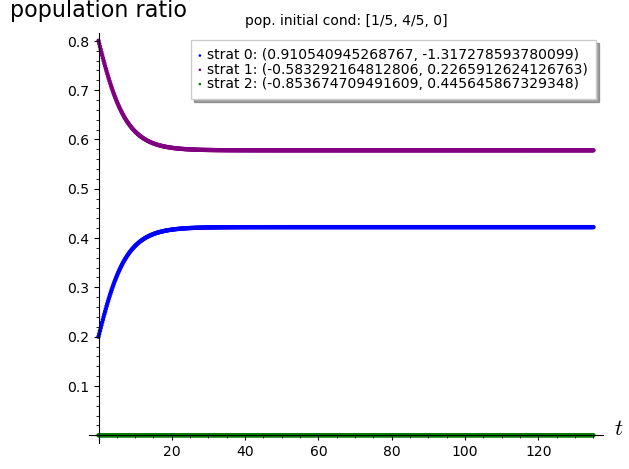 population ratio
pop. initial cond: [1/5, 4/5, 0]
strat 0: (0.910540945268767, -1.317278593780099)
strat 1: (-0.583292164812806, 0.2265912624126763)
strat 2: (-0.853674709491609, 0.445645867329348)
0.8
0.7
0.6
0.5
0.4
0.3
0.2
0.1
20 40 60 80 100 120
t